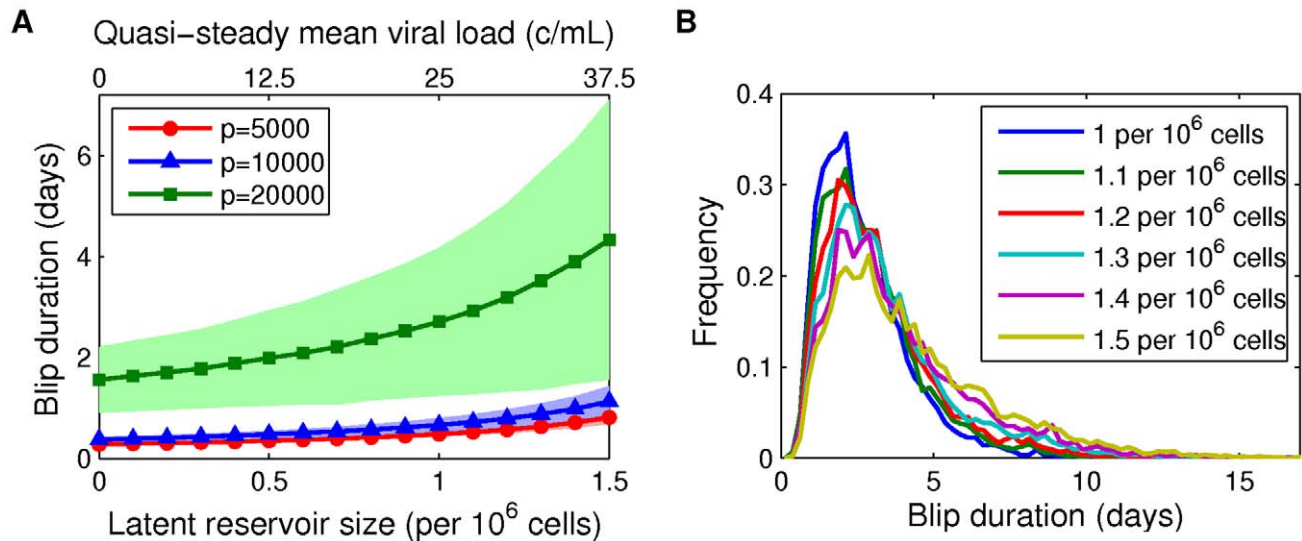 A
Quasi-steady mean viral load (c/mL)
0 12.5 25 37.5
p=5000
p=10000
p=20000
Blip duration (days)
6
4
2
0
0 0.5 1 1.5
Latent reservoir size (per 10⁶ cells)
B
0.4
0.3
0.2
0.1
0
Frequency
1 per 10⁶ cells
1.1 per 10⁶ cells
1.2 per 10⁶ cells
1.3 per 10⁶ cells
1.4 per 10⁶ cells
1.5 per 10⁶ cells
0 5 10 15
Blip duration (days)